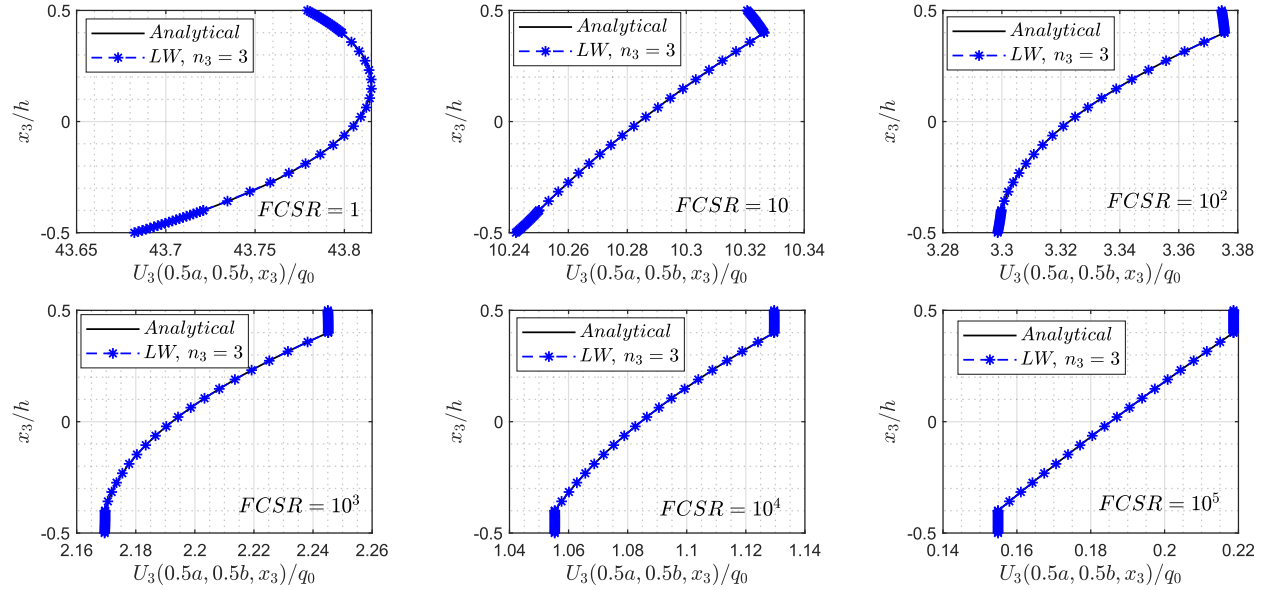 0.5
Analytical
LW, n₃ = 3
x₃/h
0
FCSR = 1
-0.5
43.65 43.7 43.75 43.8
U₃(0.5a, 0.5b, x₃)/q₀
0.5
Analytical
LW, n₃ = 3
x₃/h
0
FCSR = 10
-0.5
10.24 10.26 10.28 10.3 10.32 10.34
U₃(0.5a, 0.5b, x₃)/q₀
0.5
Analytical
LW, n₃ = 3
x₃/h
0
FCSR = 10²
-0.5
3.28 3.3 3.32 3.34 3.36 3.38
U₃(0.5a, 0.5b, x₃)/q₀
0.5
Analytical
LW, n₃ = 3
x₃/h
0
FCSR = 10³
-0.5
2.16 2.18 2.2 2.22 2.24 2.26
U₃(0.5a, 0.5b, x₃)/q₀
0.5
Analytical
LW, n₃ = 3
x₃/h
0
FCSR = 10⁴
-0.5
1.04 1.06 1.08 1.1 1.12 1.14
U₃(0.5a, 0.5b, x₃)/q₀
0.5
Analytical
LW, n₃ = 3
x₃/h
0
FCSR = 10⁵
-0.5
0.14 0.16 0.18 0.2 0.22
U₃(0.5a, 0.5b, x₃)/q₀